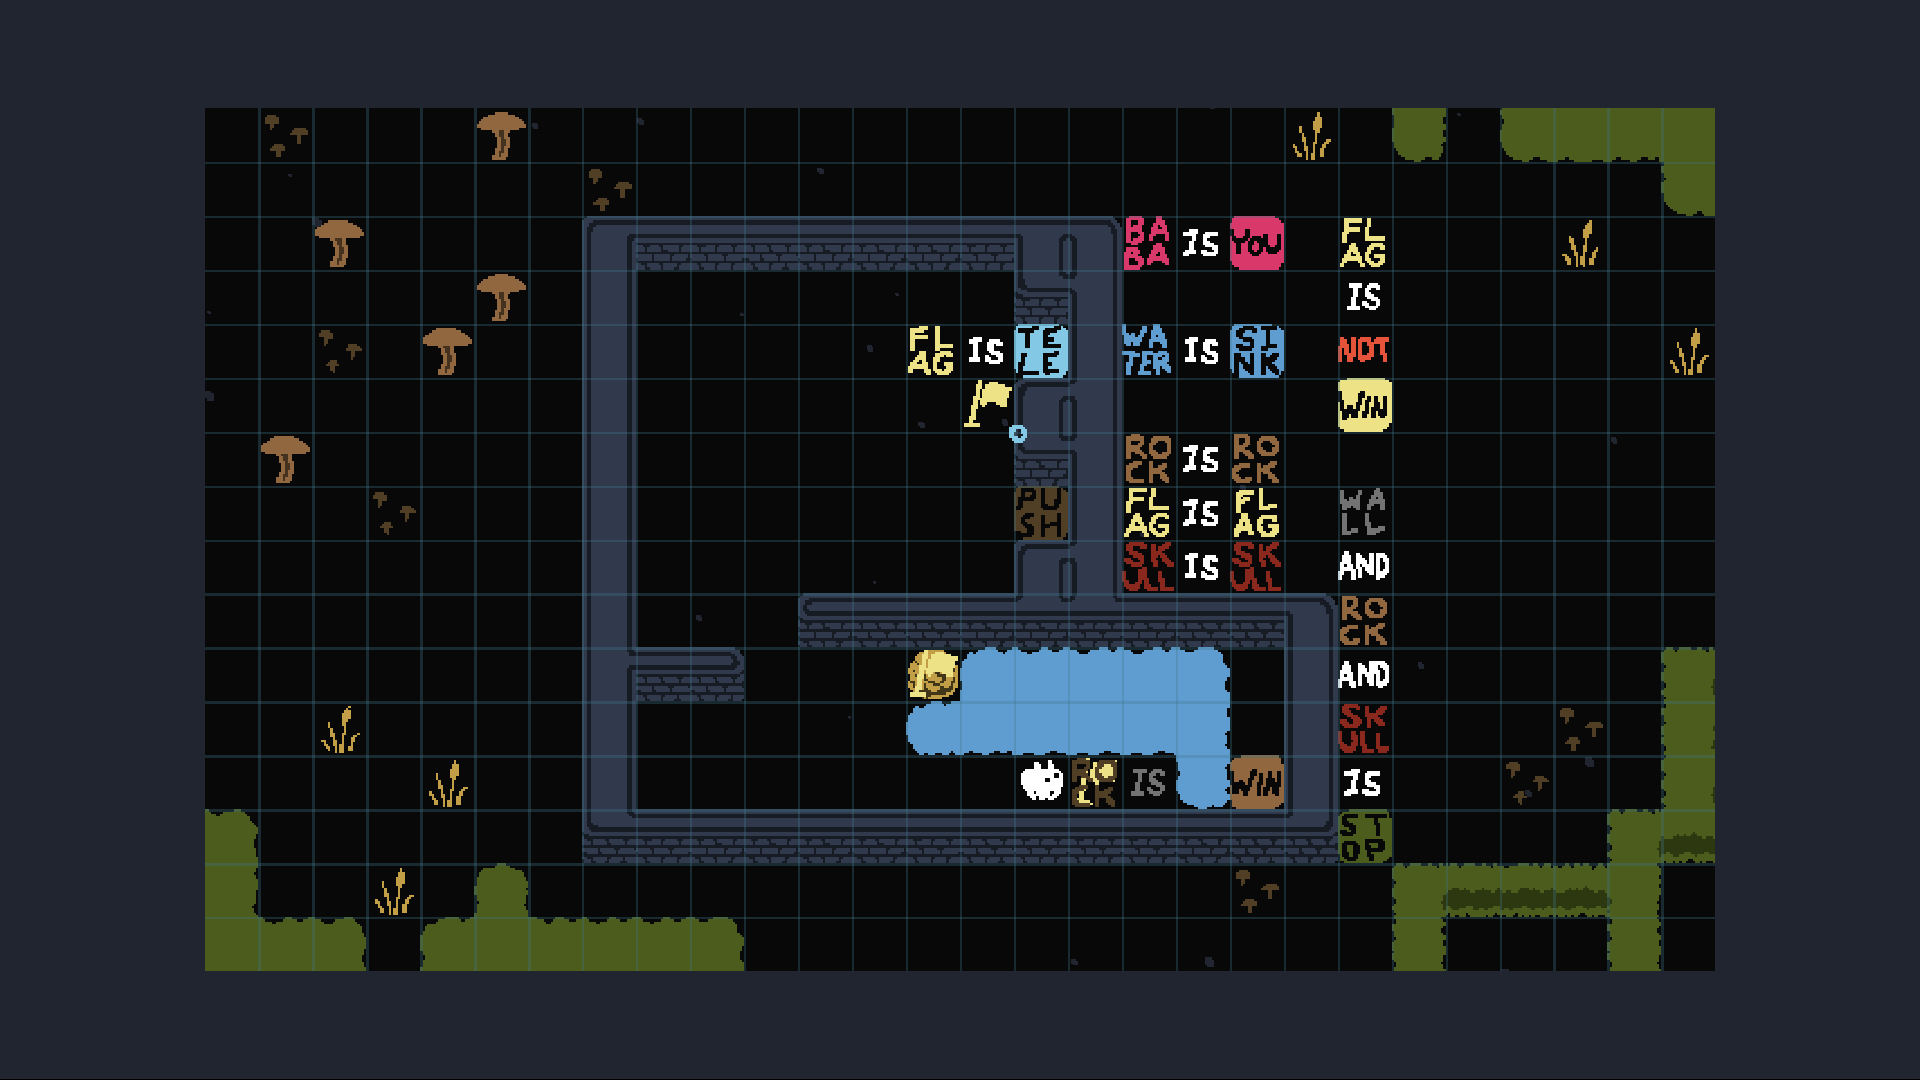 BABA IS YOU
FLAG IS NOT WIN
FLAG IS TELE
WATER IS SINK
ROCK IS ROCK
PUSH
FLAG IS FLAG
SKULL IS SKULL
WALL AND ROCK AND SKULL IS STOP
ROCK IS
WIN